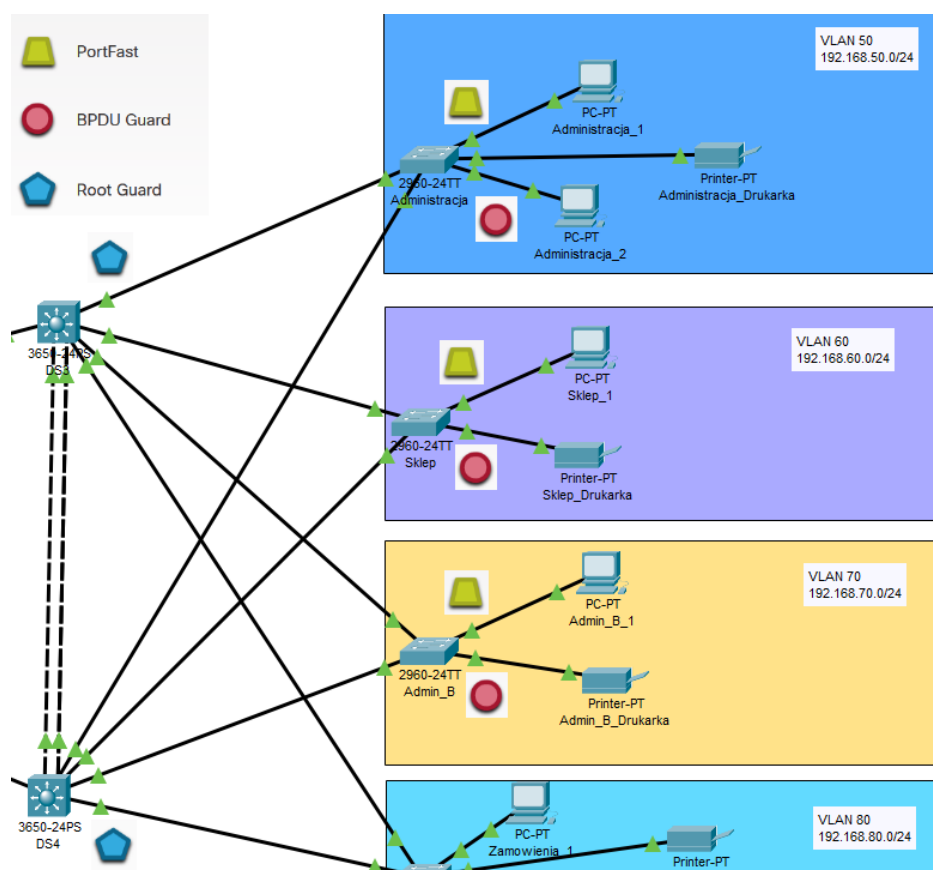 PortFast
BPDU Guard
Root Guard
VLAN 50
192.168.50.0/24
PC-PT
Administracja_1
2960-24TT
Administracja
Printer-PT
Administracja_Drukarka
PC-PT
Administracja_2
3650-24PS
DS3
VLAN 60
192.168.60.0/24
PC-PT
Sklep_1
2960-24TT
Sklep
Printer-PT
Sklep_Drukarka
VLAN 70
192.168.70.0/24
PC-PT
Admin_B_1
2960-24TT
Admin_B
Printer-PT
Admin_B_Drukarka
3650-24PS
DS4
VLAN 80
192.168.80.0/24
PC-PT
Zamowienia_1
Printer-PT